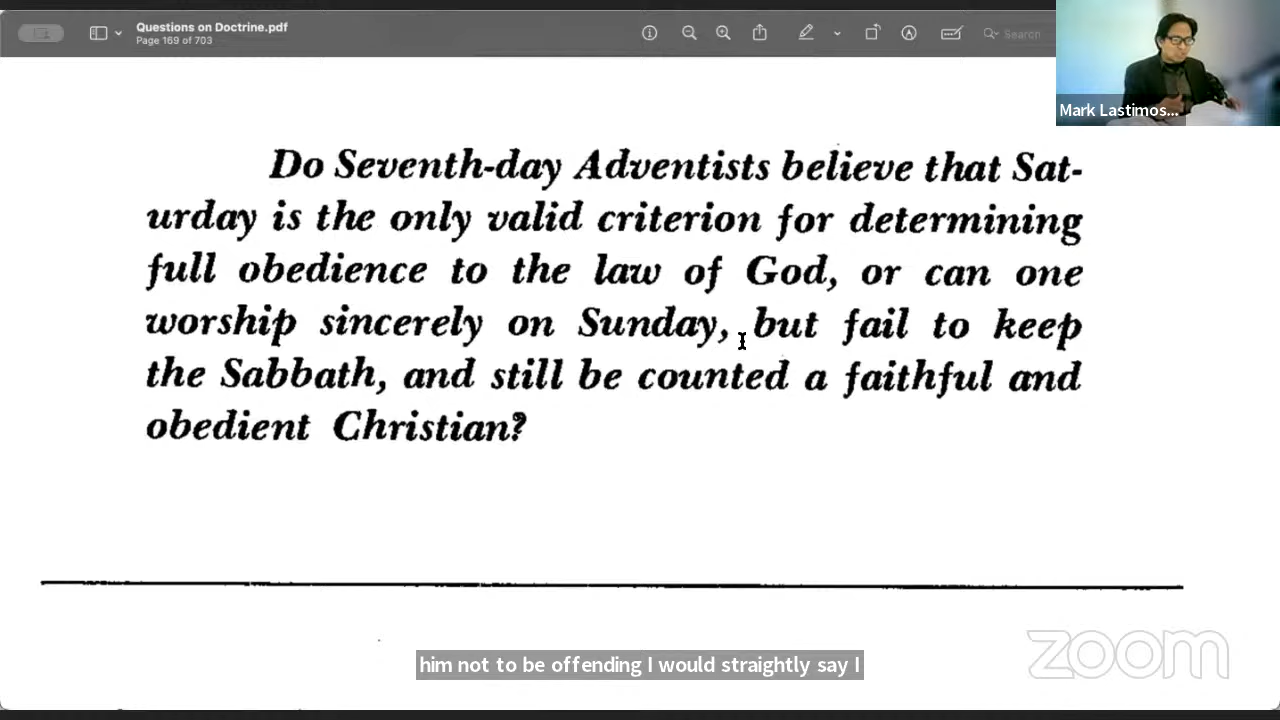 Questions on Doctrine.pdf
Page 169 of 703
Search
Mark Lastimos...
Do Seventh-day Adventists believe that Sat-
urday is the only valid criterion for determining
full obedience to the law of God, or can one
worship sincerely on Sunday, but fail to keep
the Sabbath, and still be counted a faithful and
obedient Christian?
him not to be offending I would straightly say I
zoom